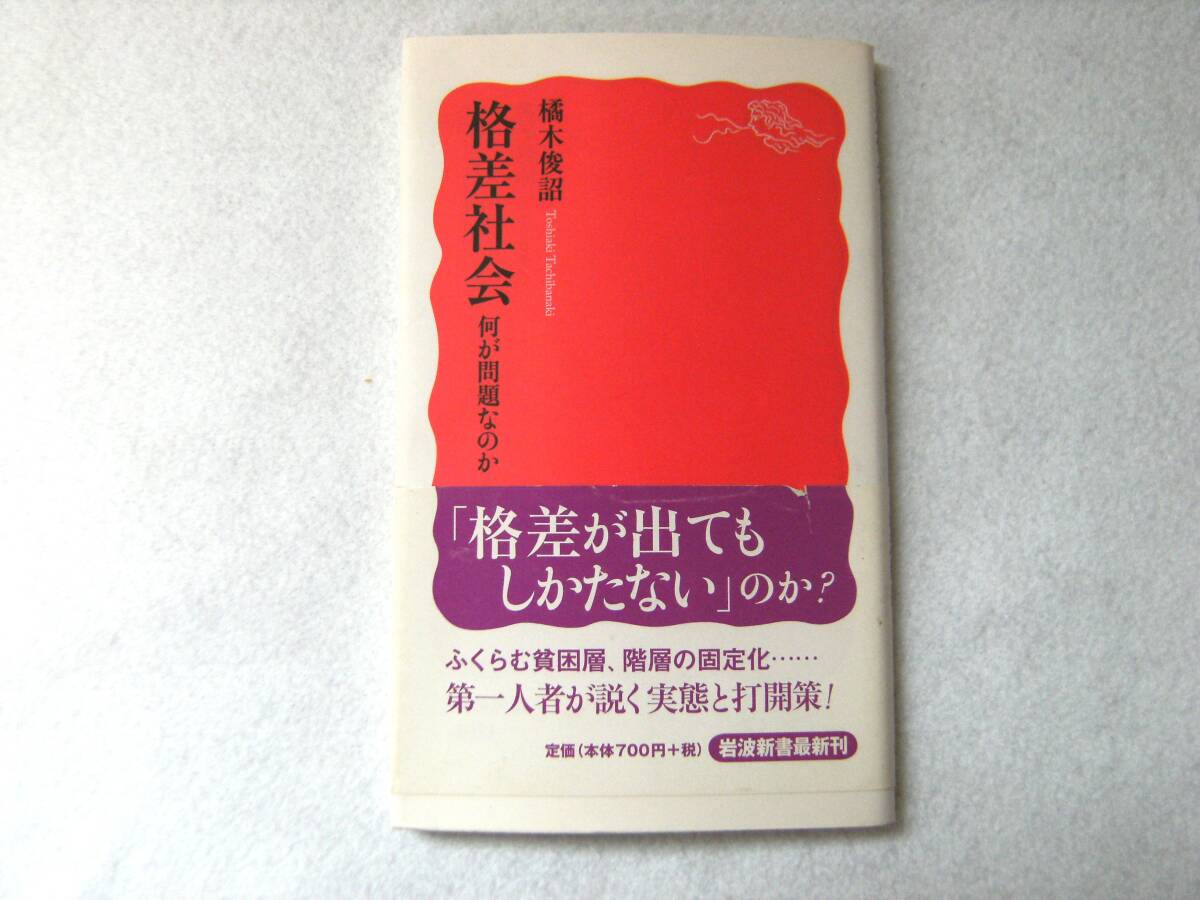 橘木俊詔
Toshiaki Tachibanaki
格差社会
何が問題なのか
「格差が出ても
しかたない」のか?
ふくらむ貧困層、階層の固定化……
第一人者が説く実態と打開策!
定価(本体700円+税)
岩波新書最新刊